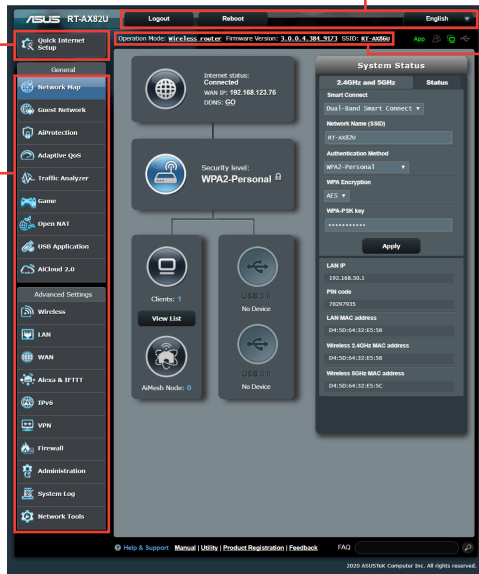 ASUS RT-AX82U
Logout
Reboot
English
Quick Internet
Setup
Operation Mode: Wireless router Firmware Version: 3.0.0.4.384_9173 SSID: RT-AX86U
App
General
Network Map
Guest Network
AiProtection
Adaptive QoS
Traffic Analyzer
Game
Open NAT
USB Application
AiCloud 2.0
Advanced Settings
Wireless
LAN
WAN
Alexa & IFTTT
IPv6
VPN
Firewall
Administration
System Log
Network Tools
Internet status:
Connected
WAN IP: 192.168.123.76
DDNS: GO
Security level:
WPA2-Personal
Clients: 1
View List
AiMesh Node: 0
USB 3.0
No Device
USB 3.0
No Device
System Status
2.4GHz and 5GHz
Status
Smart Connect
Dual-Band Smart Connect
Network Name (SSID)
RT-AX82U
Authentication Method
WPA2-Personal
WPA Encryption
AES
WPA-PSK key
Apply
LAN IP
192.168.50.1
PIN code
70297935
LAN MAC address
D4:5D:64:32:E5:58
Wireless 2.4GHz MAC address
D4:5D:64:32:E5:58
Wireless 5GHz MAC address
D4:5D:64:32:E5:5C
Help & Support Manual | Utility | Product Registration | Feedback
FAQ
2020 ASUSTeK Computer Inc. All rights reserved.